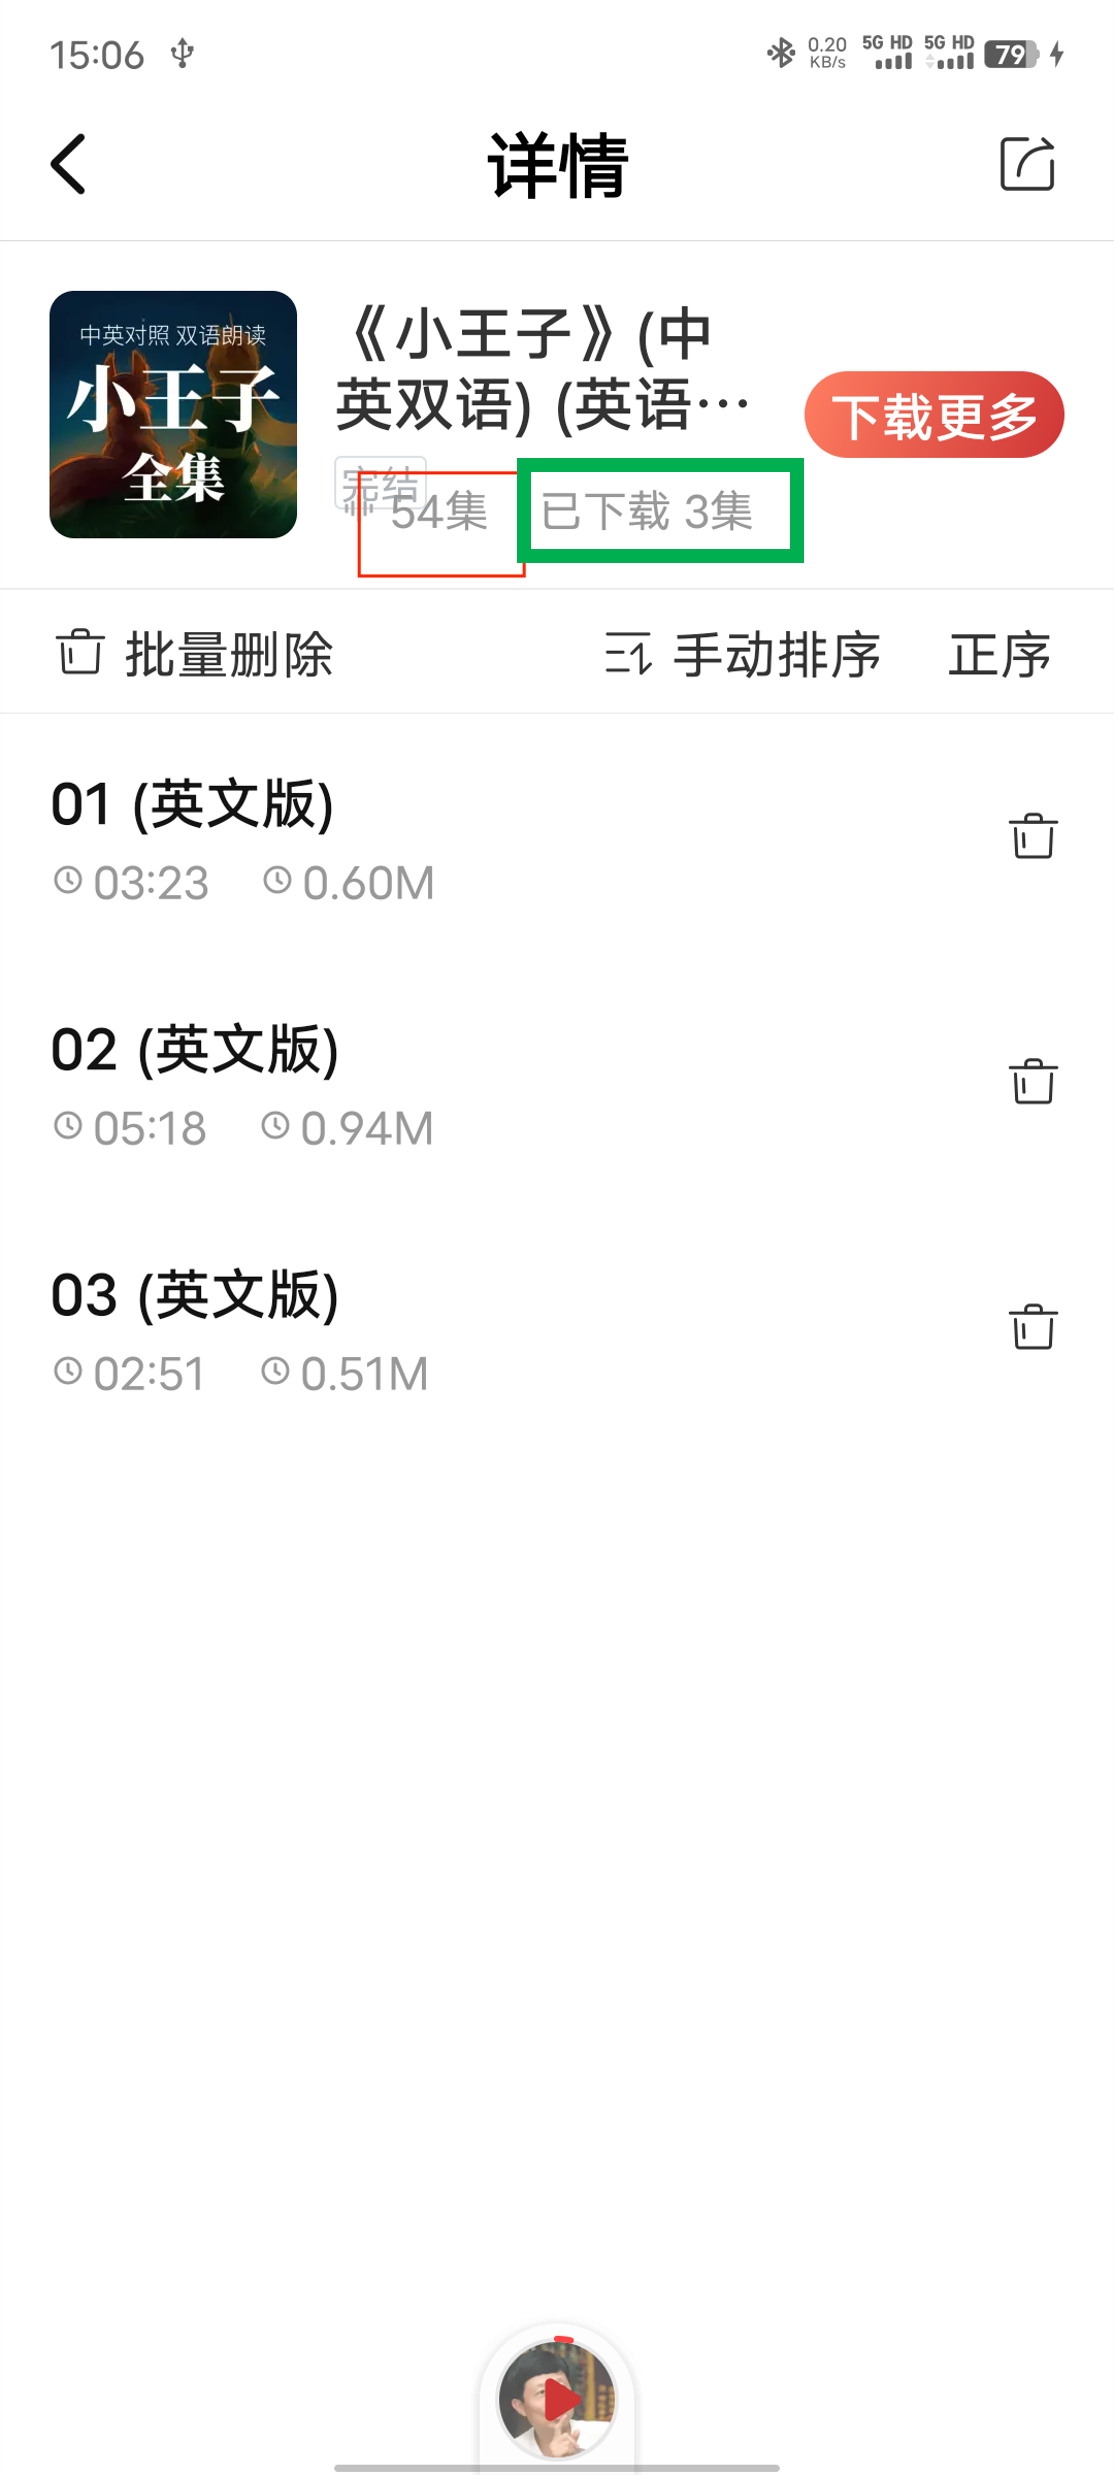 15:06
0.20
KB/s
5G HD
5G HD
79
详情
中英对照 双语朗读
小王子
全集
《小王子》(中
英双语) (英语…
下载更多
完结
54集
已下载 3集
批量删除
手动排序
正序
01 (英文版)
03:23
0.60M
02 (英文版)
05:18
0.94M
03 (英文版)
02:51
0.51M